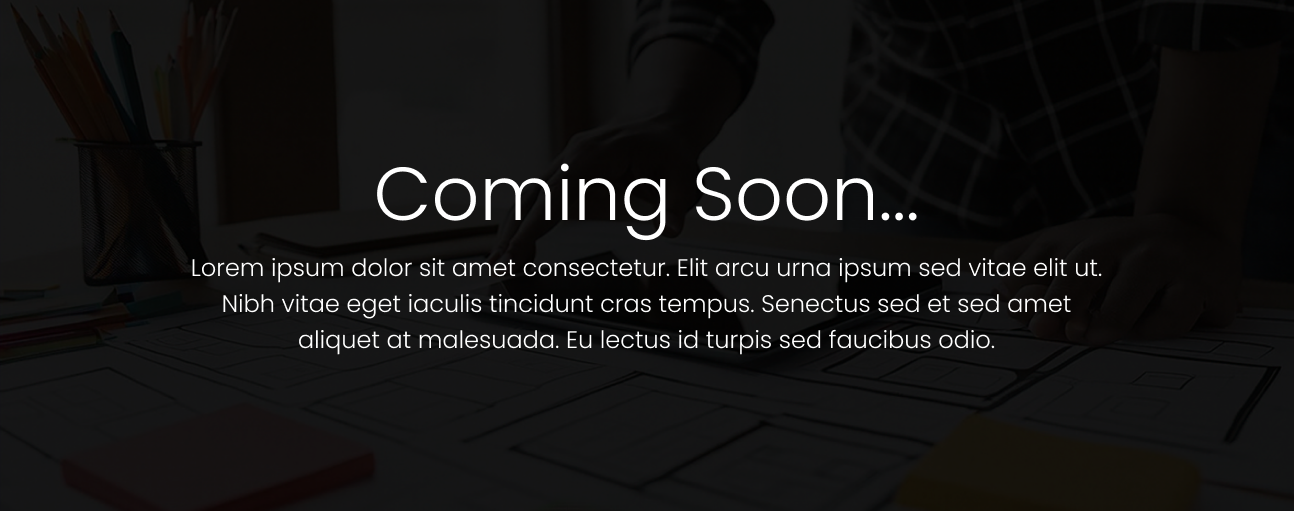 Coming Soon...
Lorem ipsum dolor sit amet consectetur. Elit arcu urna ipsum sed vitae elit ut.
Nibh vitae eget iaculis tincidunt cras tempus. Senectus sed et sed amet
aliquet at malesuada. Eu lectus id turpis sed faucibus odio.